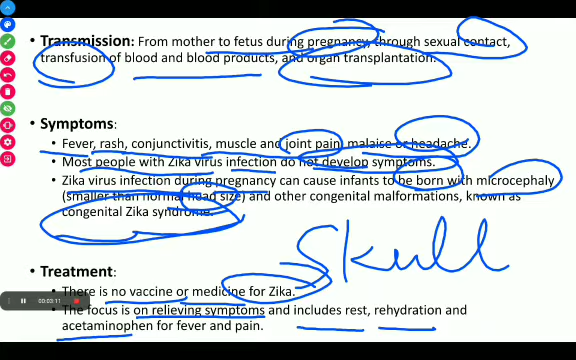 • Transmission: From mother to fetus during pregnancy, through sexual contact,
transfusion of blood and blood products, and organ transplantation.
• Symptoms:
• Fever, rash, conjunctivitis, muscle and joint pain, malaise or headache.
• Most people with Zika virus infection do not develop symptoms.
• Zika virus infection during pregnancy can cause infants to be born with microcephaly
(smaller than normal head size) and other congenital malformations, known as
congenital Zika syndrome.
Skull
• Treatment:
• There is no vaccine or medicine for Zika.
00:03:11
• The focus is on relieving symptoms and includes rest, rehydration and
acetaminophen for fever and pain.